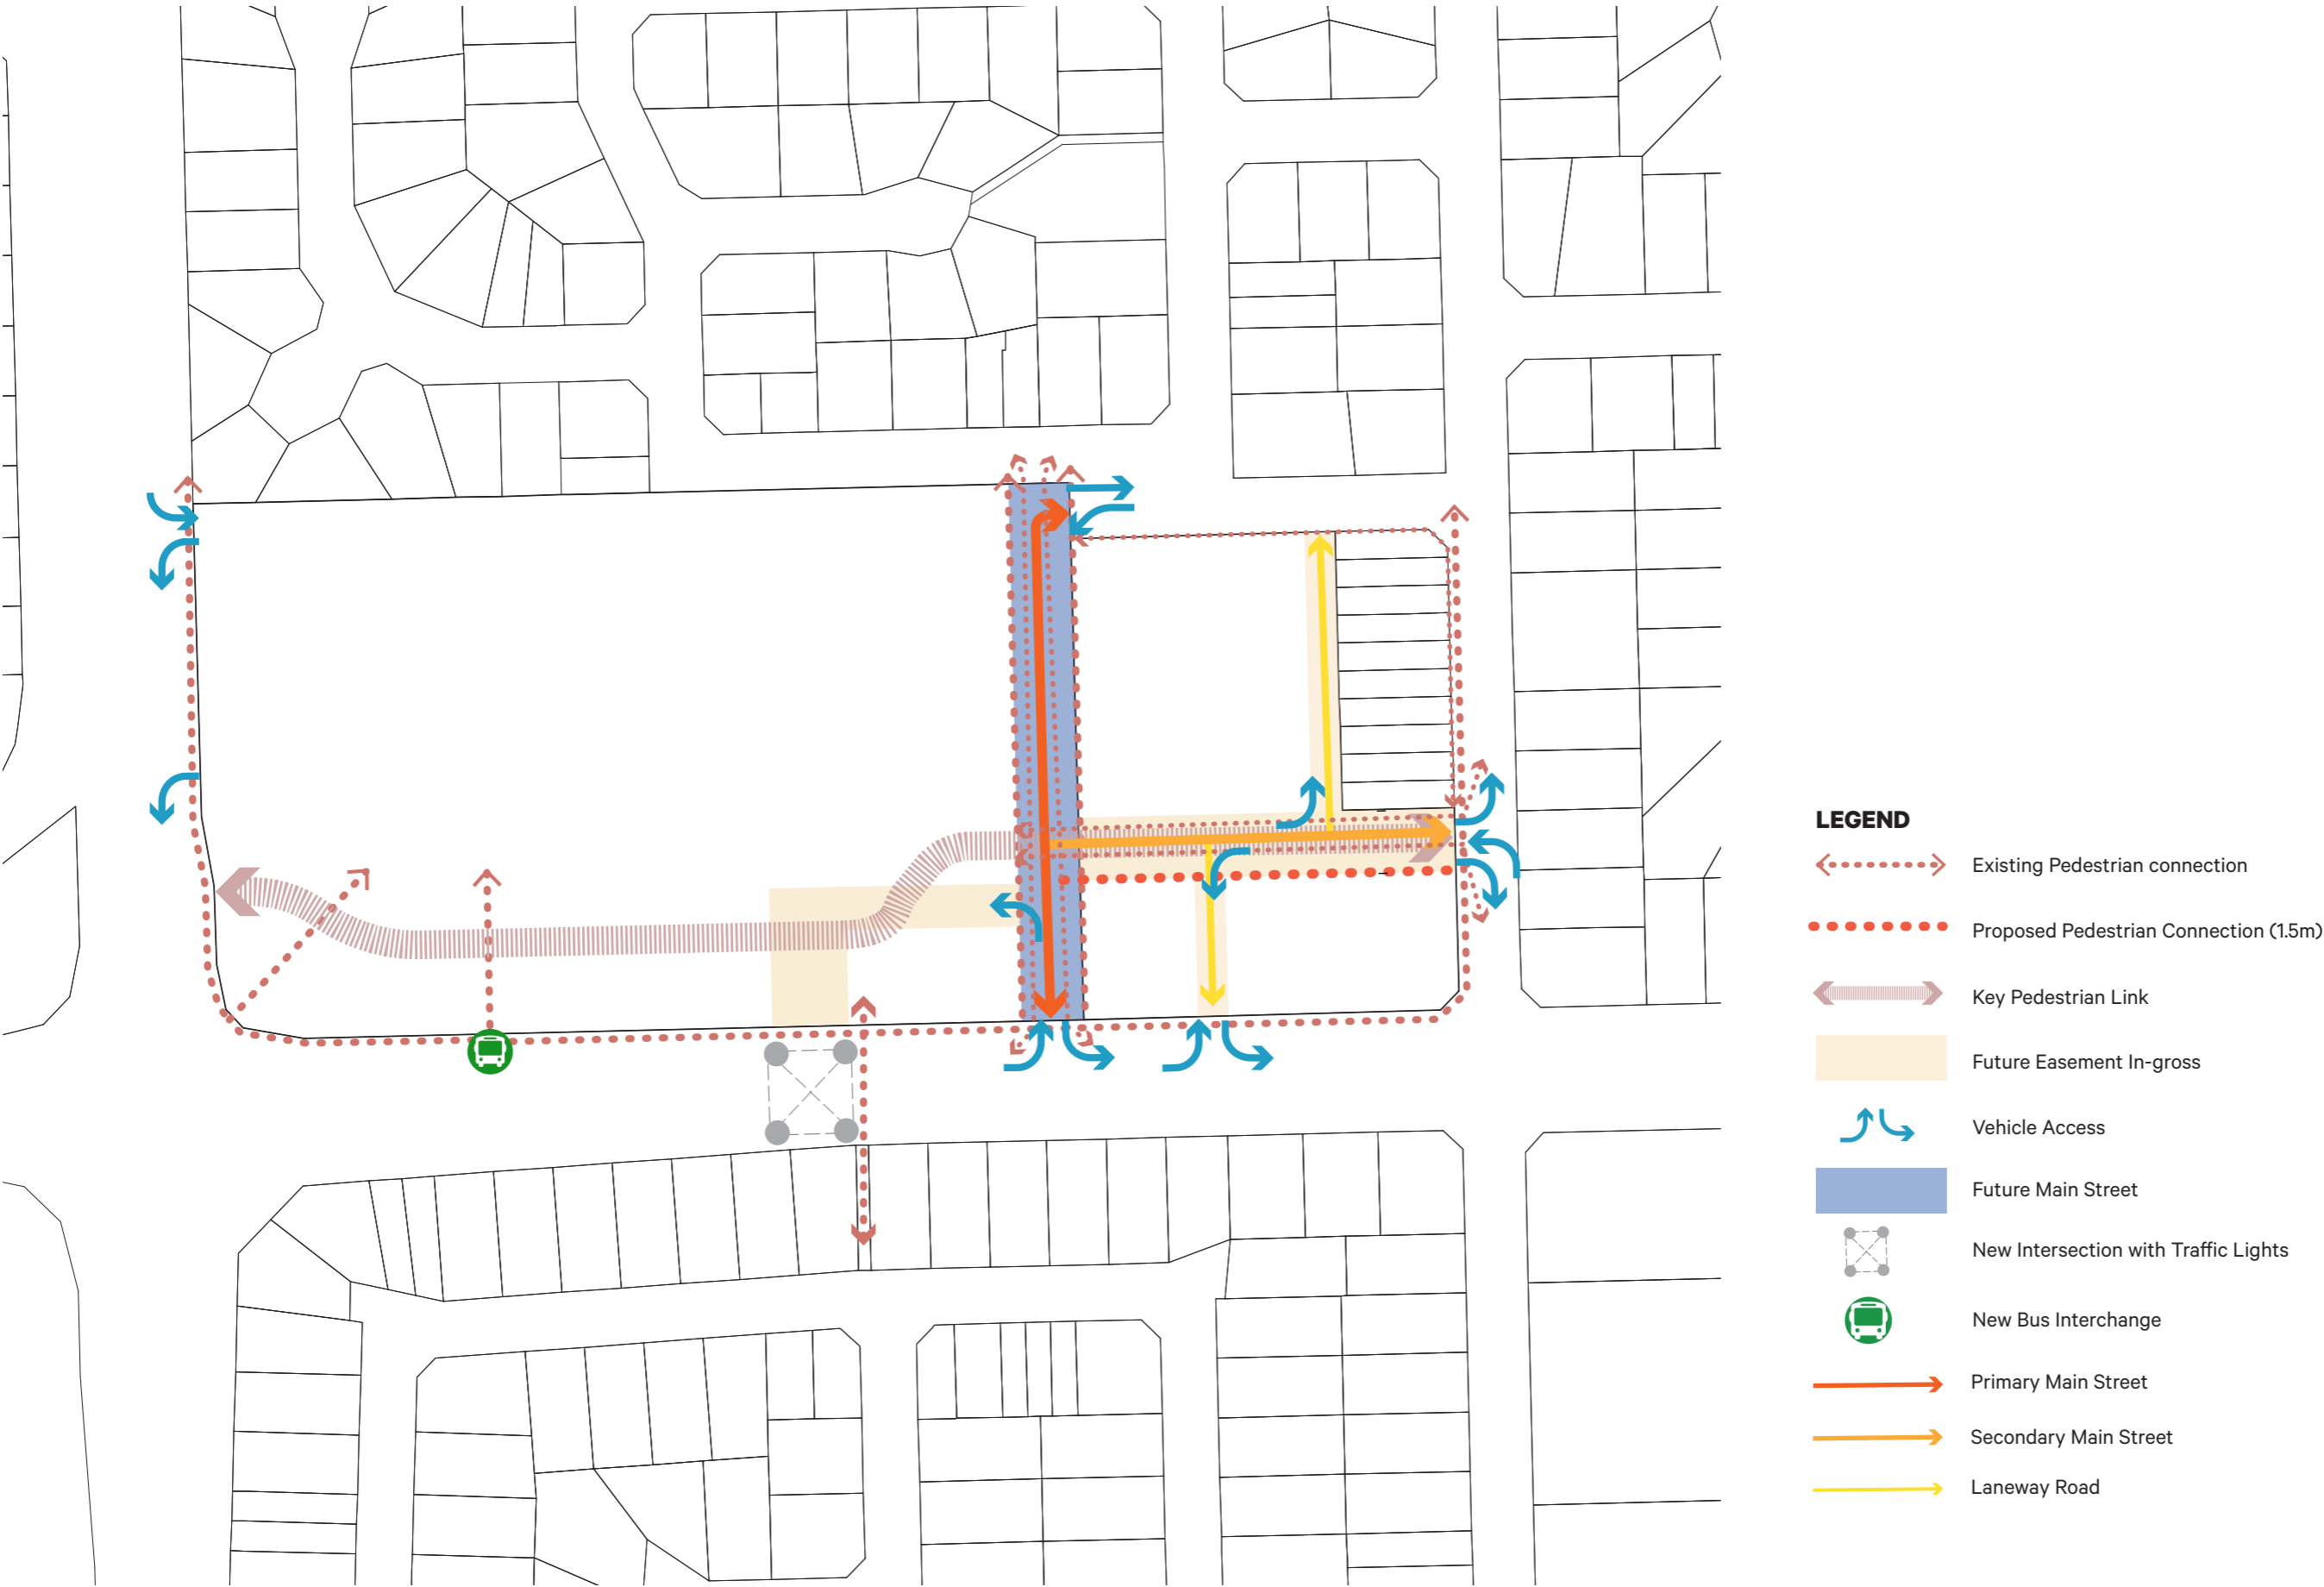 LEGEND
Existing Pedestrian connection
Proposed Pedestrian Connection (1.5m)
Key Pedestrian Link
Future Easement In-gross
Vehicle Access
Future Main Street
New Intersection with Traffic Lights
New Bus Interchange
Primary Main Street
Secondary Main Street
Laneway Road